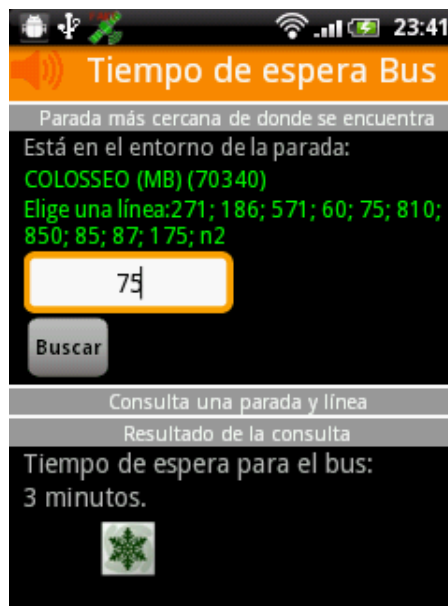 23:41
Tiempo de espera Bus
Parada más cercana de donde se encuentra
Está en el entorno de la parada:
COLOSSEO (MB) (70340)
Elige una línea:271; 186; 571; 60; 75; 810;
850; 85; 87; 175; n2
75
Buscar
Consulta una parada y línea
Resultado de la consulta
Tiempo de espera para el bus:
3 minutos.